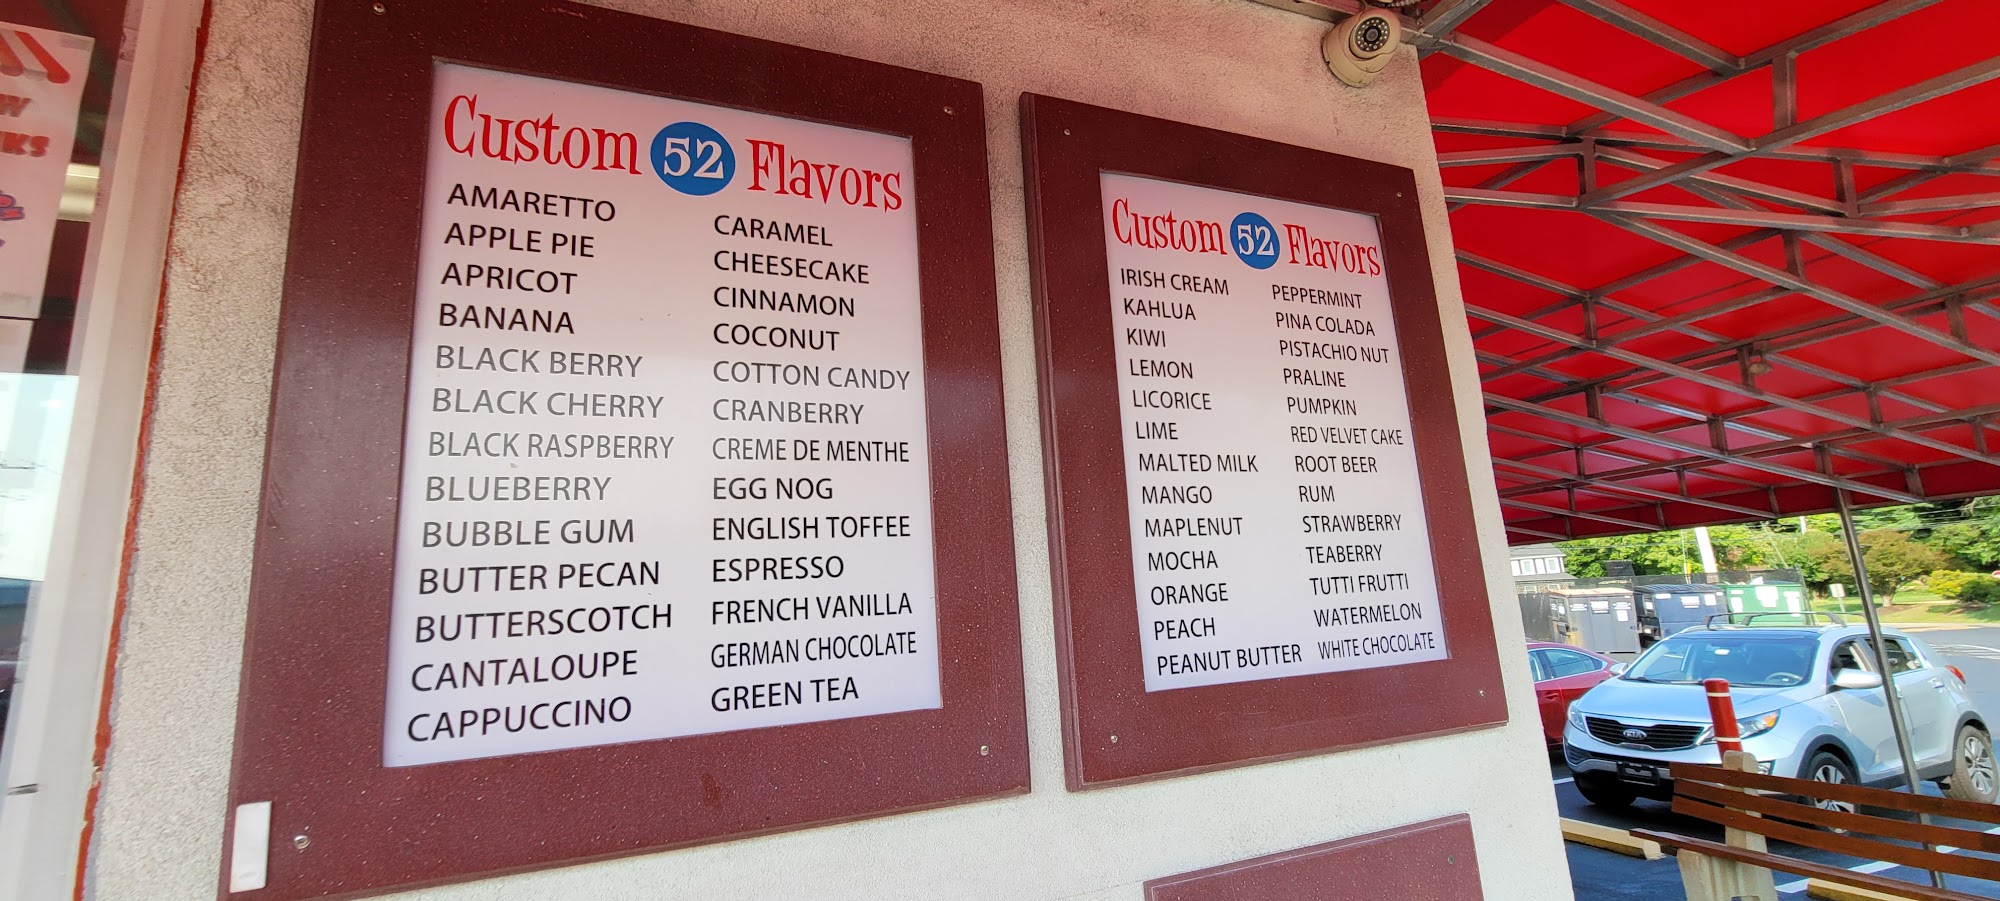 Custom 52 Flavors
AMARETTO
APPLE PIE
APRICOT
BANANA
BLACK BERRY
BLACK CHERRY
BLACK RASPBERRY
BLUEBERRY
BUBBLE GUM
BUTTER PECAN
BUTTERSCOTCH
CANTALOUPE
CAPPUCCINO
CARAMEL
CHEESECAKE
CINNAMON
COCONUT
COTTON CANDY
CRANBERRY
CREME DE MENTHE
EGG NOG
ENGLISH TOFFEE
ESPRESSO
FRENCH VANILLA
GERMAN CHOCOLATE
GREEN TEA
Custom 52 Flavors
IRISH CREAM
KAHLUA
KIWI
LEMON
LICORICE
LIME
MALTED MILK
MANGO
MAPLENUT
MOCHA
ORANGE
PEACH
PEANUT BUTTER
PEPPERMINT
PINA COLADA
PISTACHIO NUT
PRALINE
PUMPKIN
RED VELVET CAKE
ROOT BEER
RUM
STRAWBERRY
TEABERRY
TUTTI FRUTTI
WATERMELON
WHITE CHOCOLATE
KIA